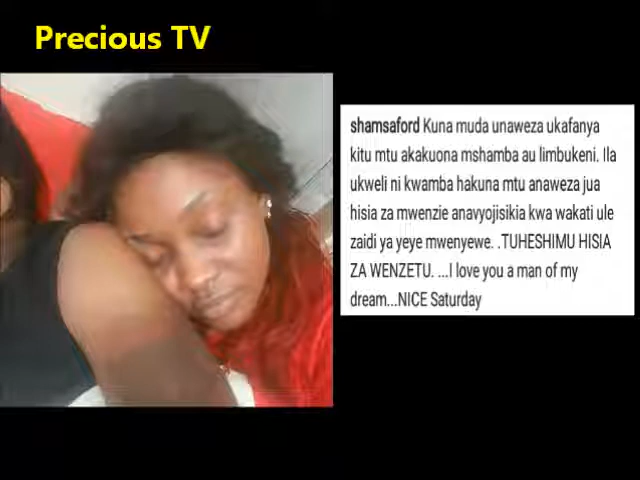 Precious TV
shamsaford Kuna muda unaweza ukafanya
kitu mtu akakuona mshamba au limbukeni. Ila
ukweli ni kwamba hakuna mtu anaweza jua
hisia za mwenzie anavyojisikia kwa wakati ule
zaidi ya yeye mwenyewe. .TUHESHIMU HISIA
ZA WENZETU. ...I love you a man of my
dream...NICE Saturday